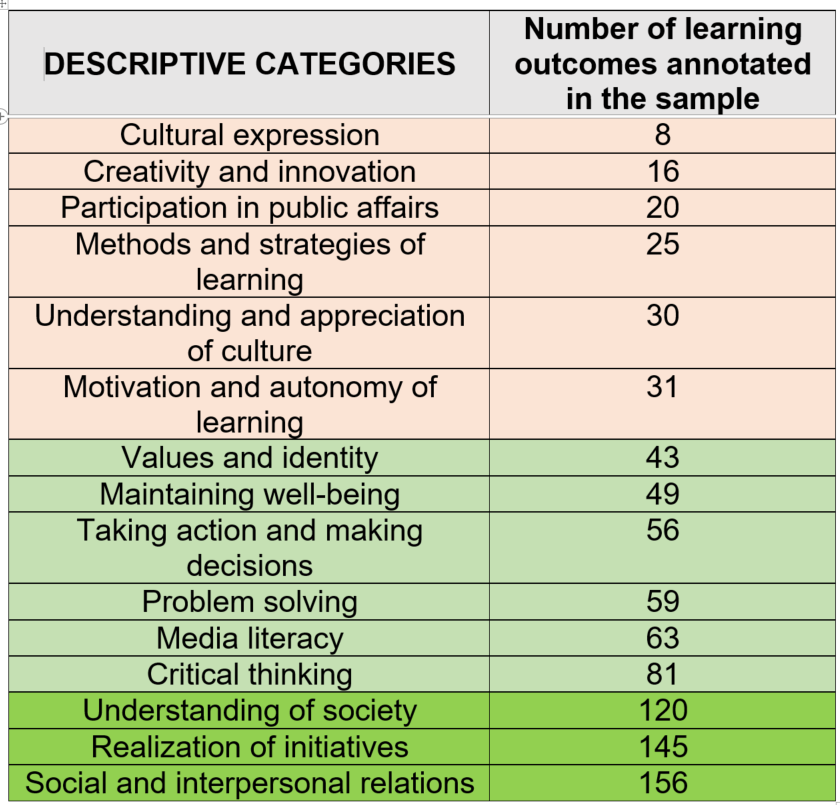 DESCRIPTIVE CATEGORIES
Number of learning
outcomes annotated
in the sample
Cultural expression 8
Creativity and innovation 16
Participation in public affairs 20
Methods and strategies of 25
learning
Understanding and appreciation 30
of culture
Motivation and autonomy of 31
learning
Values and identity 43
Maintaining well-being 49
Taking action and making 56
decisions
Problem solving 59
Media literacy 63
Critical thinking 81
Understanding of society 120
Realization of initiatives 145
Social and interpersonal relations 156